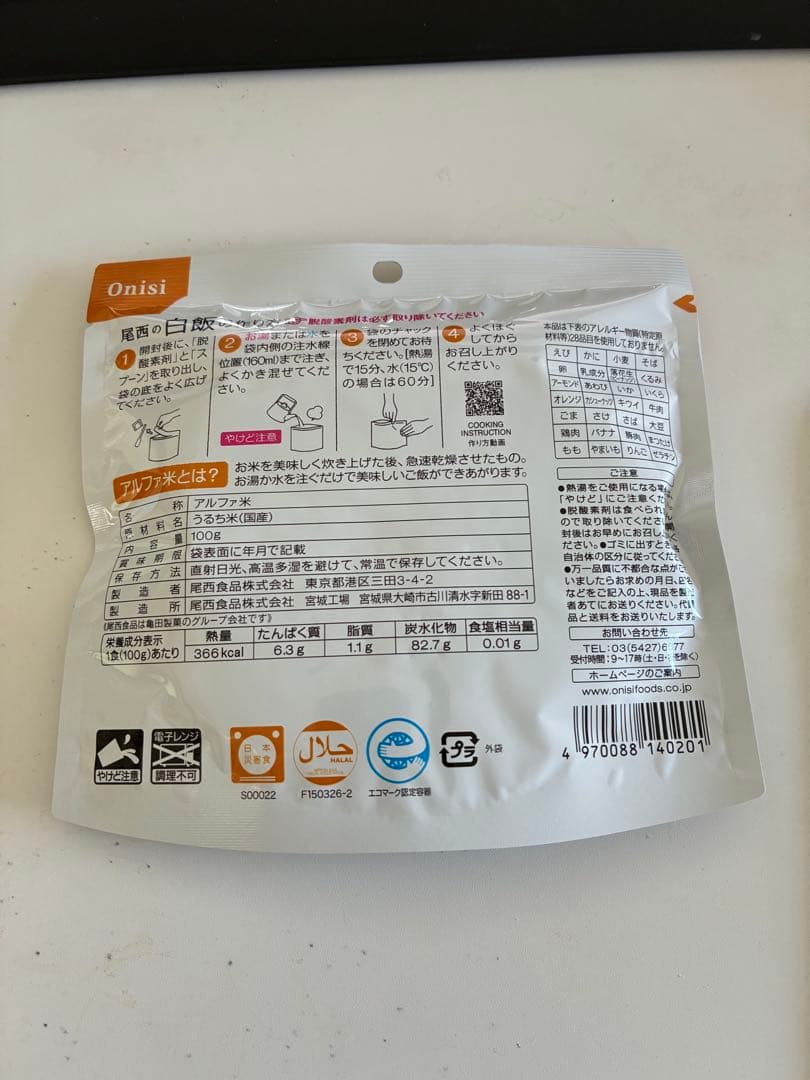 Onisi
尾西の白飯の作り方 脱酸素剤は必ず取り除いてください
1 開封後に、「脱
酸素剤」と「ス
プーン」を取り出し、
袋の底をよく広げ
てください。
2 お湯または水を
袋内側の注水線
位置(160ml)まで注ぎ、
よくかき混ぜてくだ
さい。
やけど注意
3 袋のチャック
を閉めてお待
ちください。[熱湯
で15分、水(15℃)
の場合は60分]
4 よくほぐ
してから
お召し上がり
ください。
COOKING
INSTRUCTION
作り方動画
アルファ米とは?
お米を美味しく炊き上げた後、急速乾燥させたもの。
お湯か水を注ぐだけで美味しいご飯ができあがります。
名称 アルファ米
原材料名 うるち米(国産)
内容量 100g
賞味期限 袋表面に年月で記載
保存方法 直射日光、高温多湿を避けて、常温で保存してください。
製造者 尾西食品株式会社 東京都港区三田3-4-2
製造所 尾西食品株式会社 宮城工場 宮城県大崎市古川清水字新田88-1
《尾西食品は亀田製菓のグループ会社です》
栄養成分表示
1食(100g)あたり
熱量 たんぱく質 脂質 炭水化物 食塩相当量
366kcal 6.3g 1.1g 82.7g 0.01g
本品は下表のアレルギー物質(特定原
材料等)28品目を使用しておりません。
えび かに 小麦 そば
卵 乳成分 落花生(ピーナッツ) くるみ
アーモンド あわび いか いくら
オレンジ カシューナッツ キウイ 牛肉
ごま さけ さば 大豆
鶏肉 バナナ 豚肉 まつたけ
もも やまいも りんご ゼラチン
ご注意
●熱湯をご使用になる
「やけど」にご注意くだ
●脱酸素剤は食べられ
ので取り除いてくださ
封後はお早めにお召し
ださい。●ゴミに出すとき
自治体の区分に従ってくだ
●万一品質に不都合な点が
いましたらお求めの月日、店名
などをご記入の上、現品を製造
者あてにお送りください。代
品と送料をお送りいたします。
お問い合わせ先
TEL:03(5427)6
受付時間:9~17時(土・日・を除く)
ホームページのご案内
www.onisifoods.co.jp
4 970088 140201
やけど注意
電子レンジ
調理不可
日本
災害食
S00022
حلال
HALAL
F150326-2
エコマーク認定容器
プラ
外袋